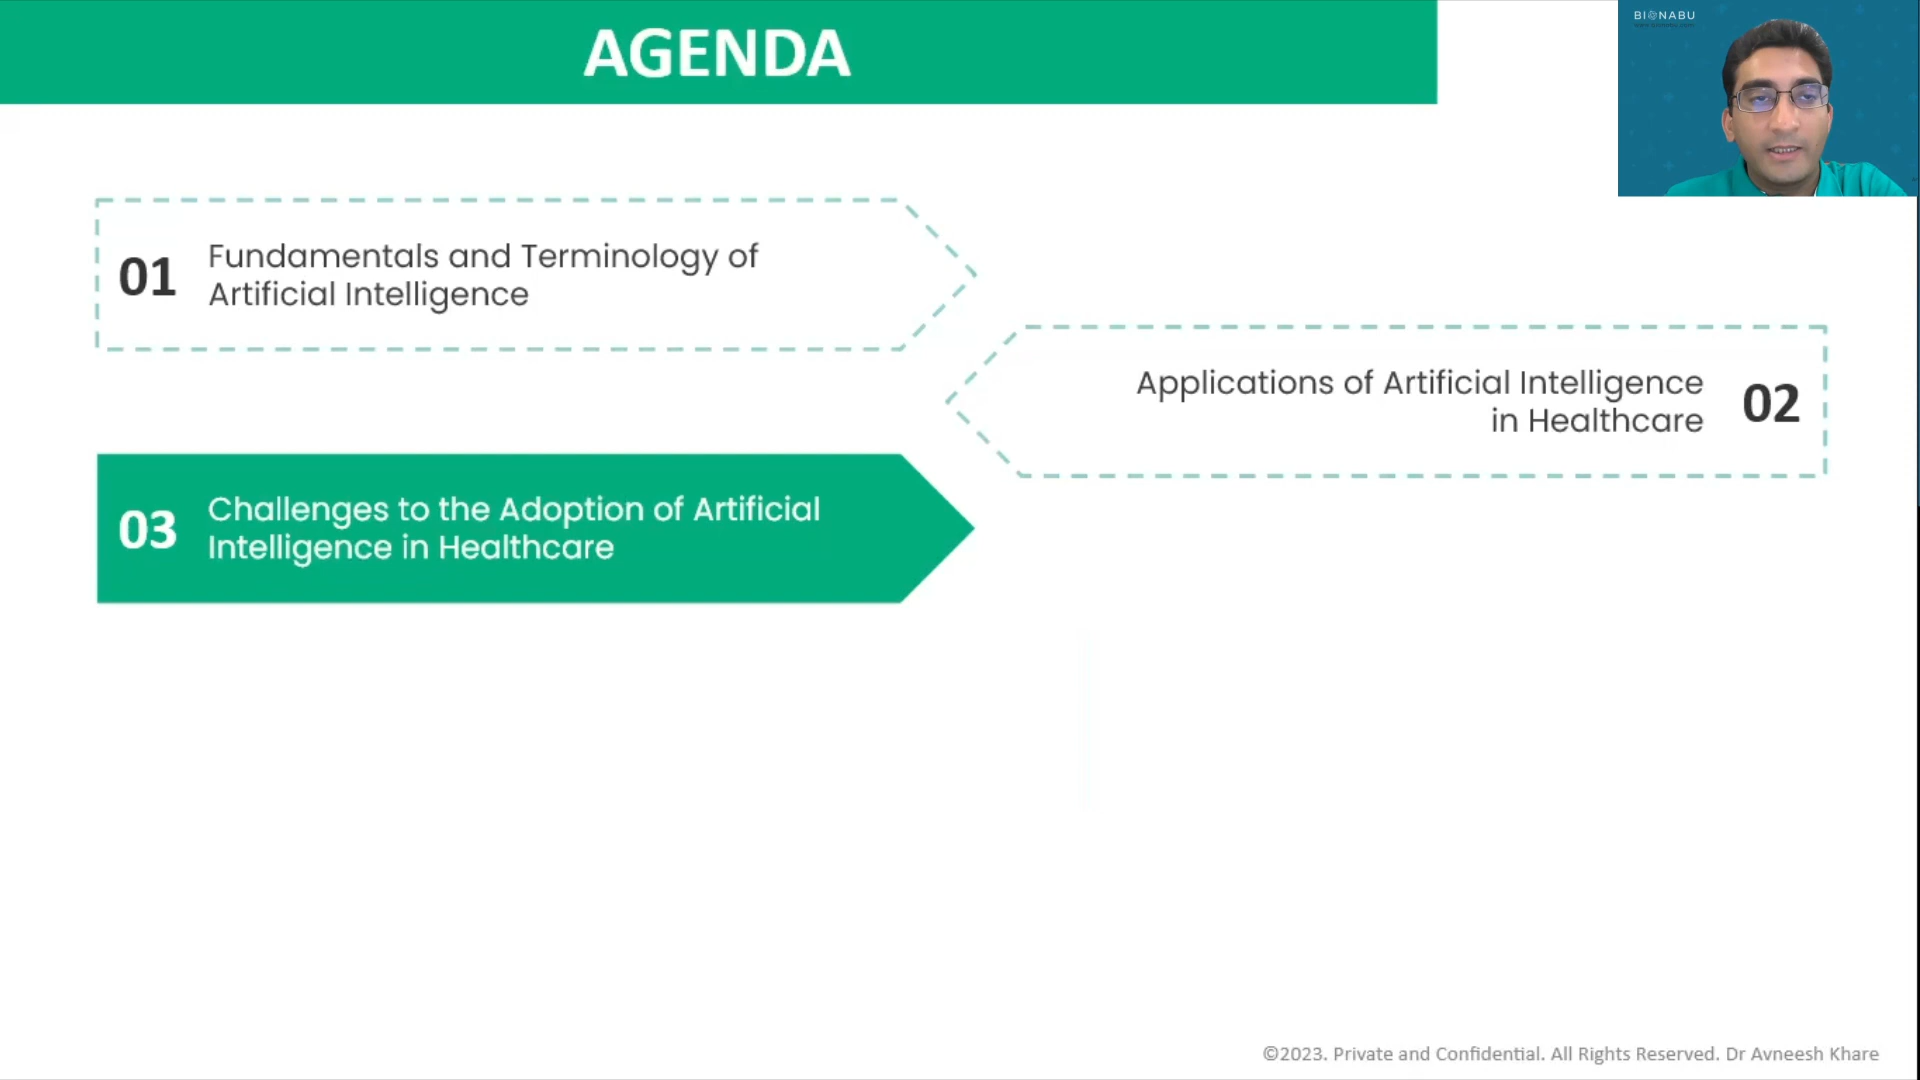 AGENDA
BIONABU
01
Fundamentals and Terminology of
Artificial Intelligence
Applications of Artificial Intelligence
in Healthcare
02
03
Challenges to the Adoption of Artificial
Intelligence in Healthcare
©2023. Private and Confidential. All Rights Reserved. Dr Avneesh Khare